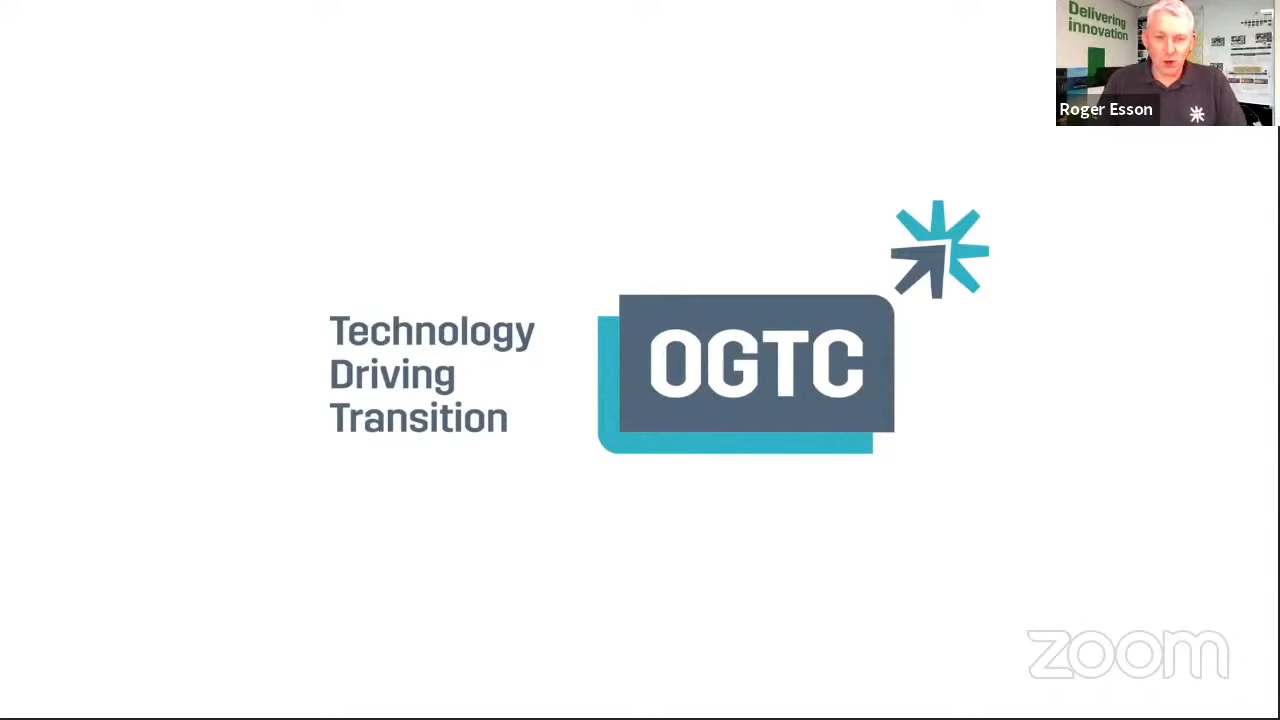 Delivering
innovation
Roger Esson
Technology
Driving
Transition
OGTC
zoom